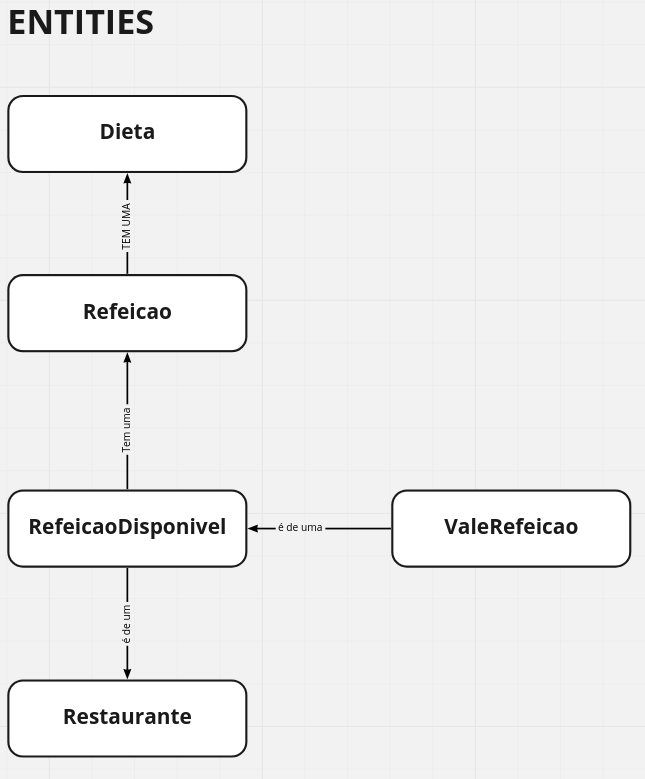 ENTITIES
Dieta
TEM UMA
Refeicao
Tem uma
RefeicaoDisponivel
é de uma
ValeRefeicao
é de um
Restaurante